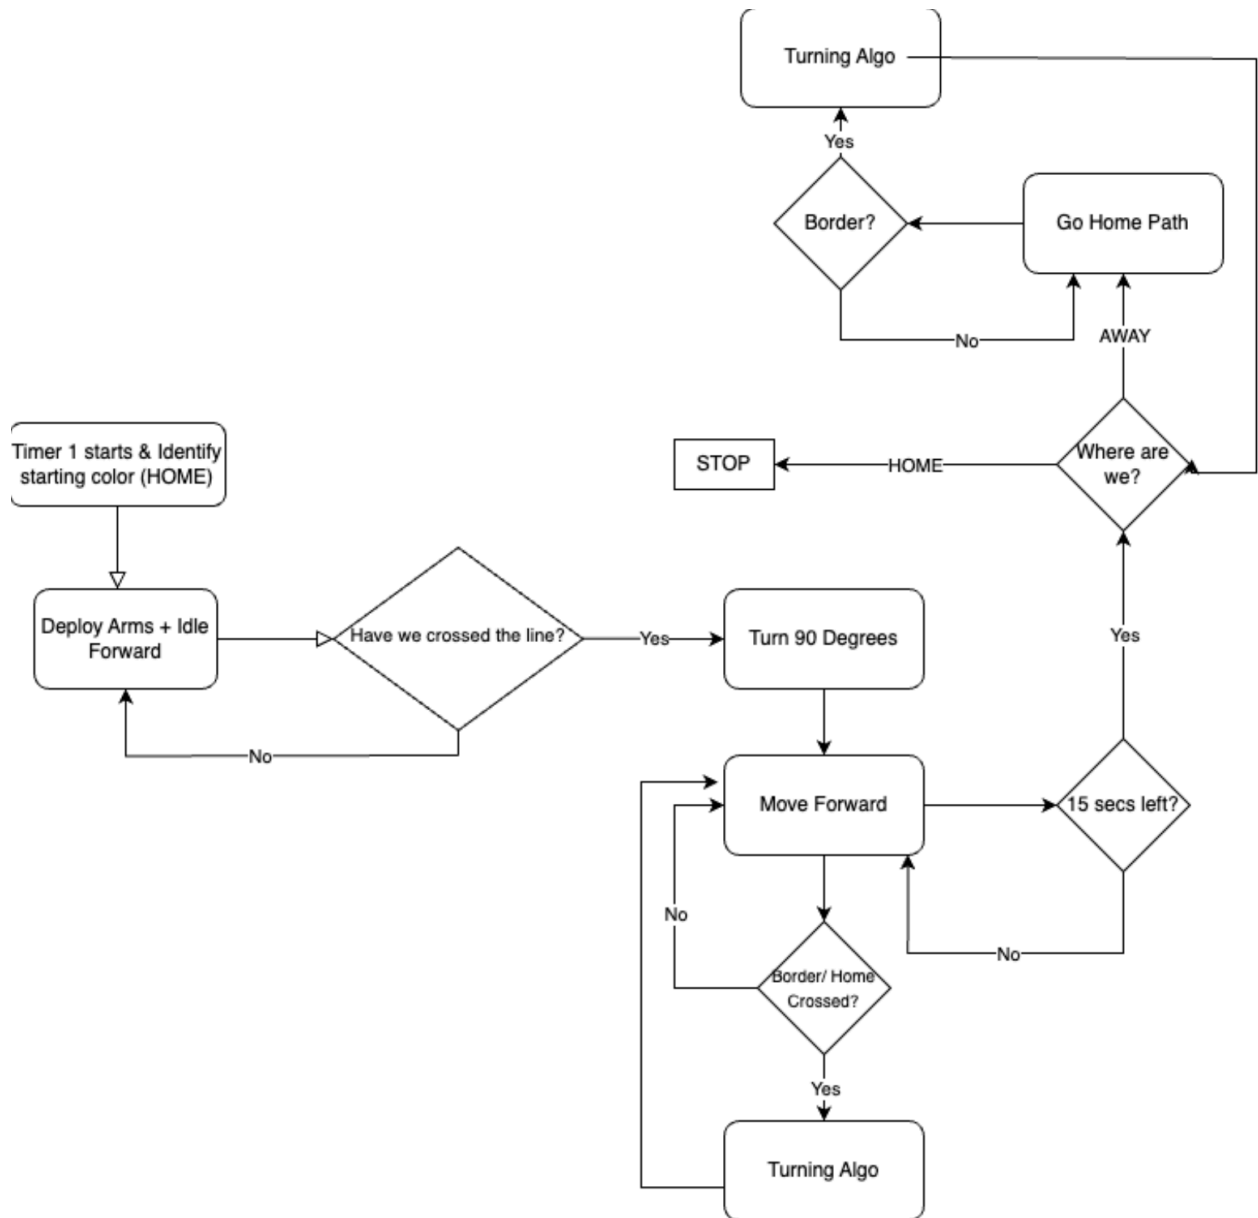 Turning Algo
Yes
Border?
Go Home Path
No
AWAY
Timer 1 starts & Identify
starting color (HOME)
STOP
HOME
Where are
we?
Deploy Arms + Idle
Forward
Have we crossed the line?
Yes
Turn 90 Degrees
Yes
No
Move Forward
15 secs left?
No
No
Border/ Home
Crossed?
Yes
Turning Algo